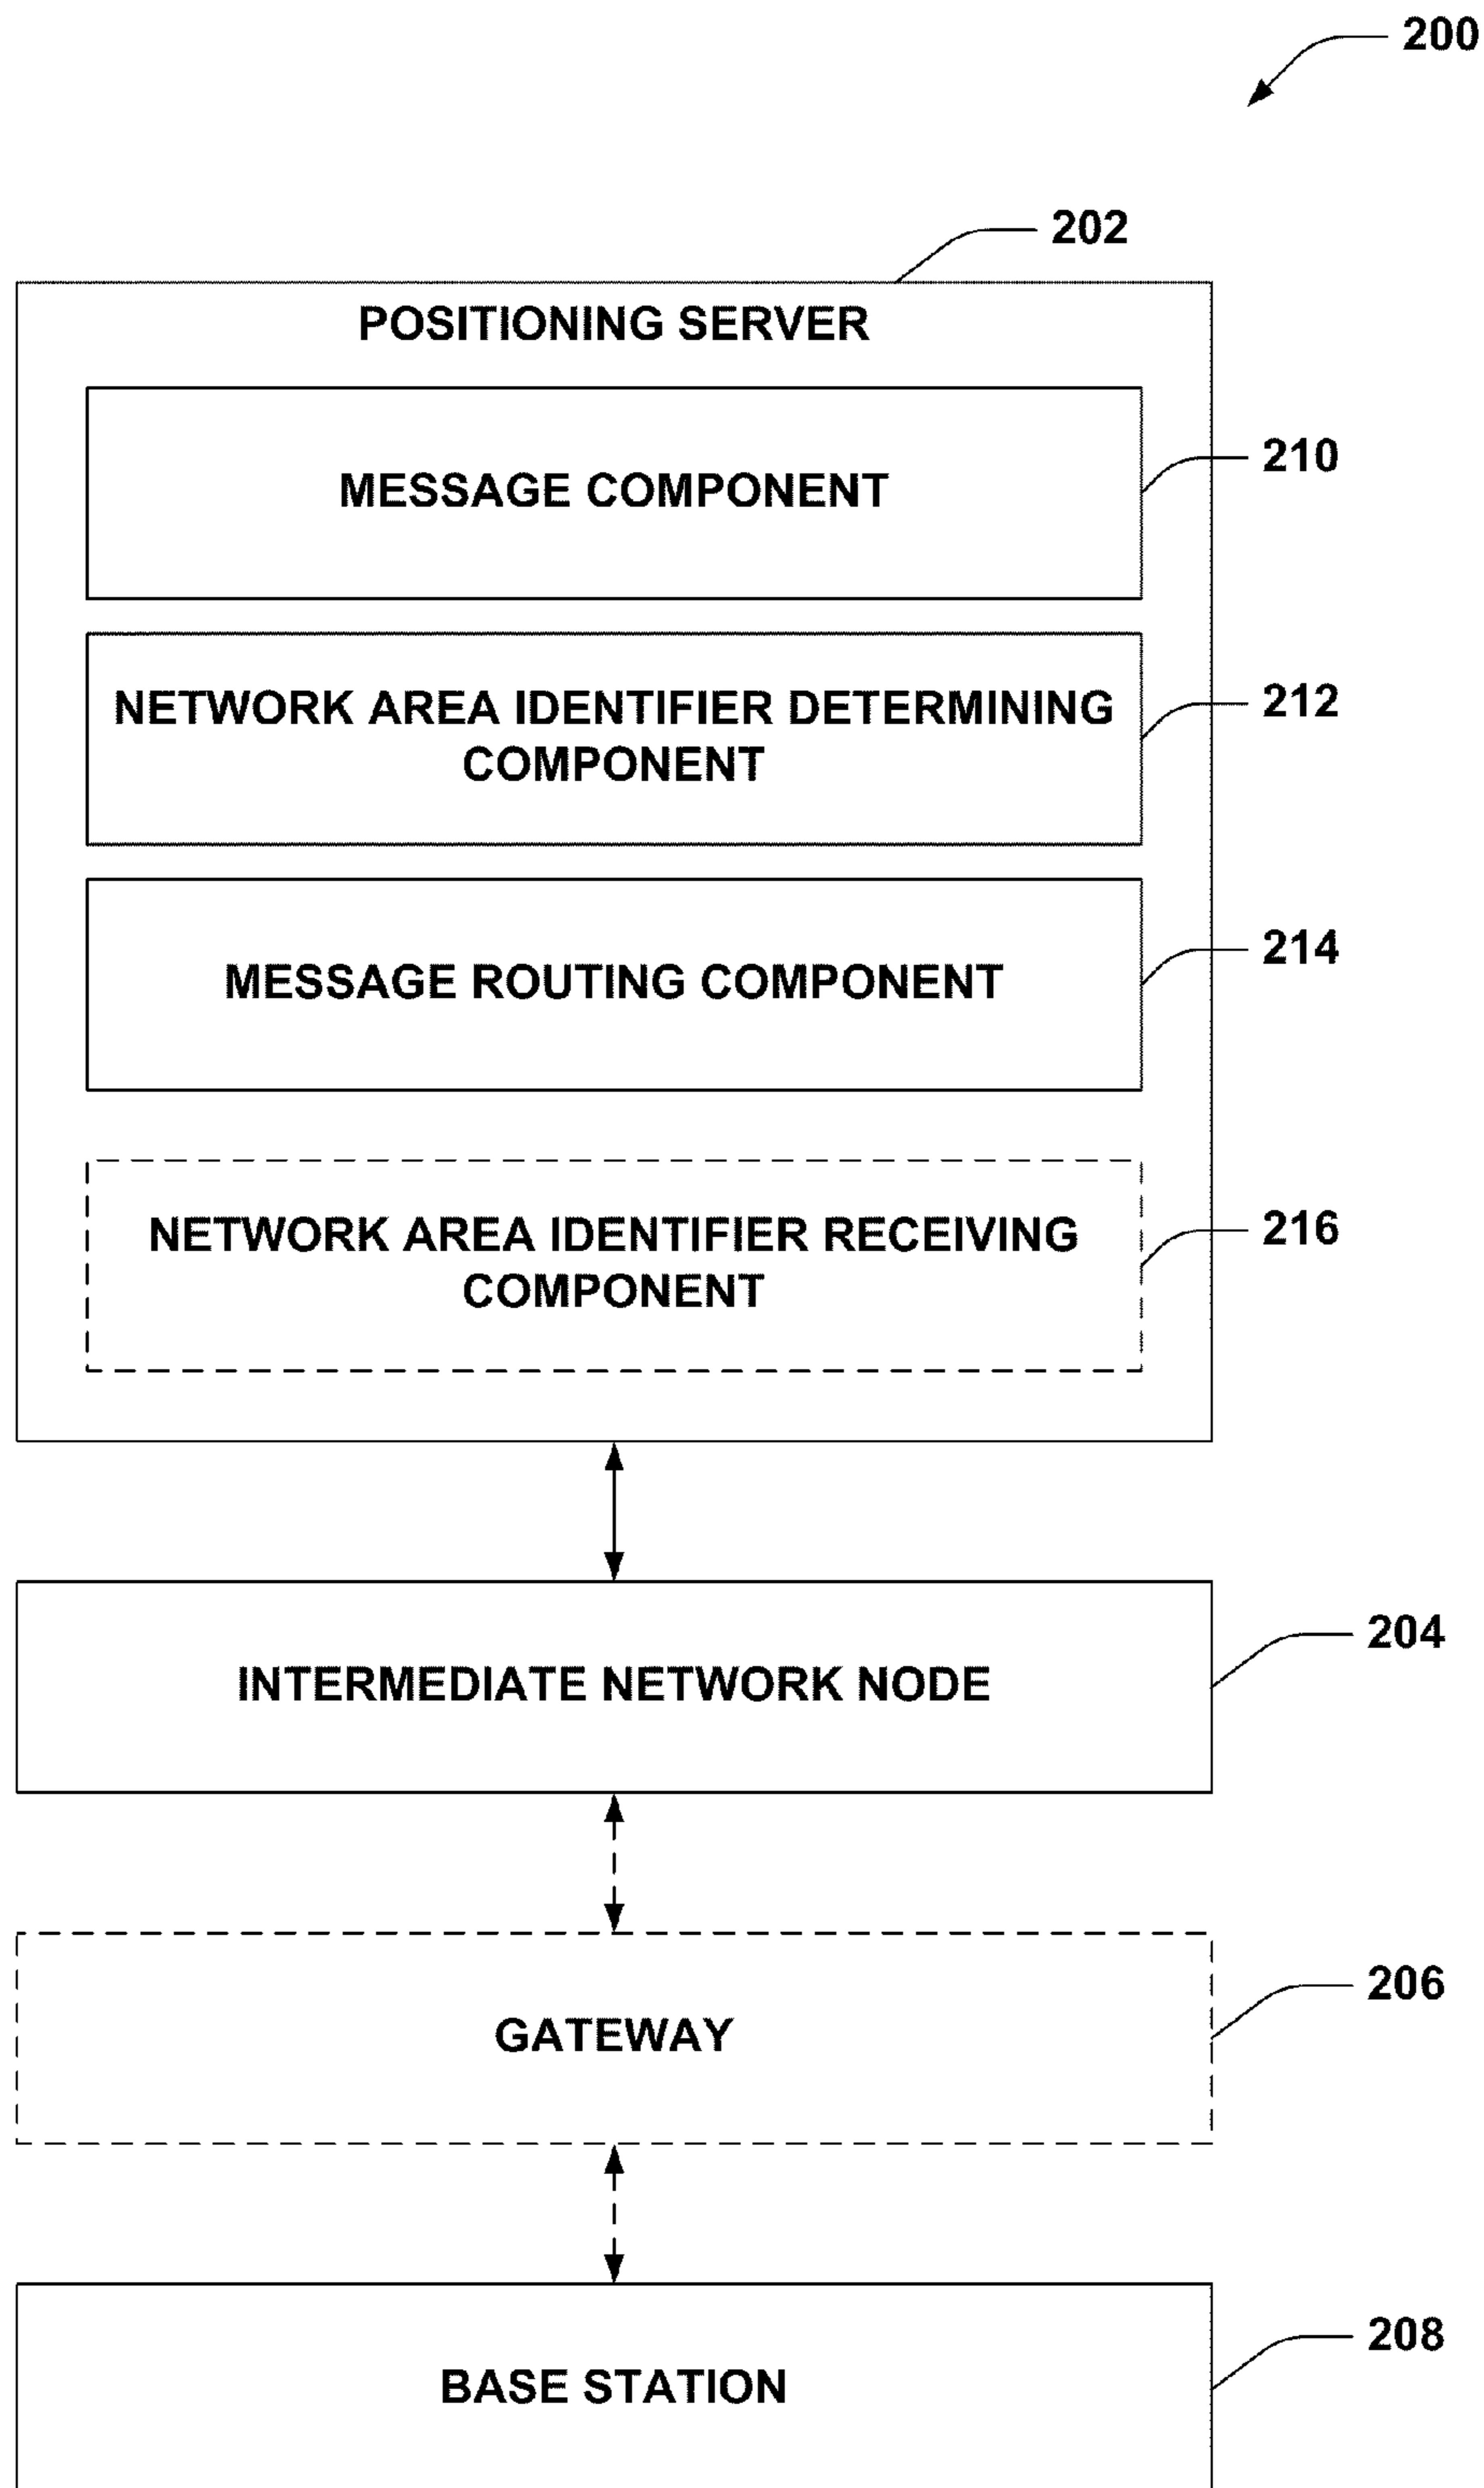 200
202
POSITIONING SERVER
MESSAGE COMPONENT
210
NETWORK AREA IDENTIFIER DETERMINING
COMPONENT
212
MESSAGE ROUTING COMPONENT
214
NETWORK AREA IDENTIFIER RECEIVING
COMPONENT
216
INTERMEDIATE NETWORK NODE
204
GATEWAY
206
BASE STATION
208